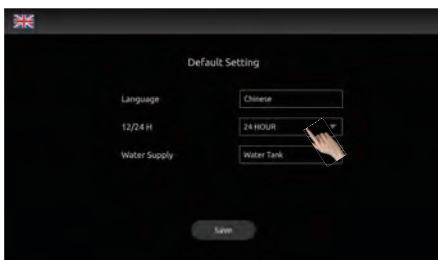 Default Setting
Language Chinese
12/24 H 24 HOUR
Water Supply Water Tank
Save